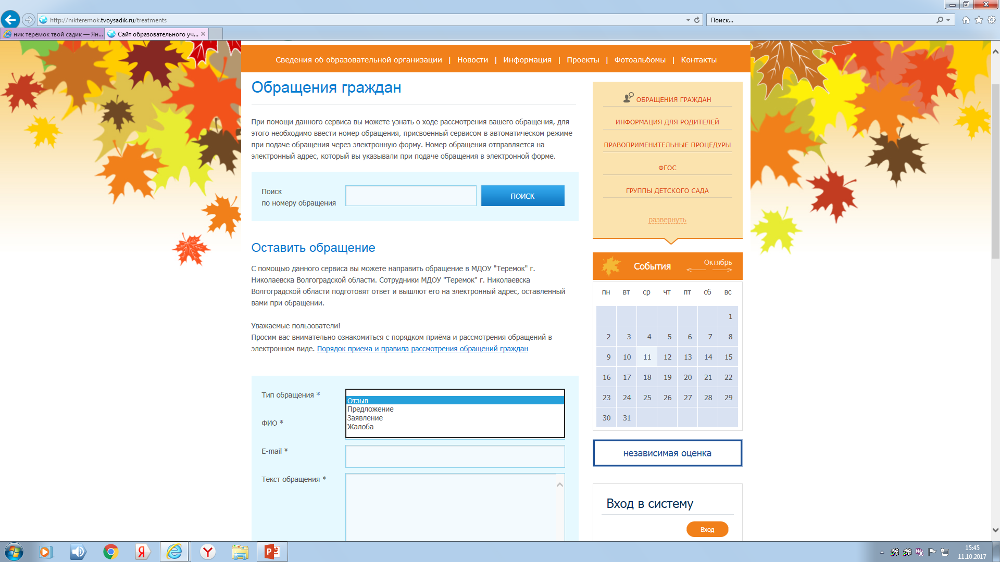 http://nikteremok.tvoysadik.ru/treatments
Поиск...
ник теремок твой садик — Ян...
Сайт образовательного уч...
Сведения об образовательной организации | Новости | Информация | Проекты | Фотоальбомы | Контакты
Обращения граждан
При помощи данного сервиса вы можете узнать о ходе рассмотрения вашего обращения, для
этого необходимо ввести номер обращения, присвоенный сервисом в автоматическом режиме
при подаче обращения через электронную форму. Номер обращения отправляется на
электронный адрес, который вы указывали при подаче обращения в электронной форме.
Поиск
по номеру обращения
ПОИСК
Оставить обращение
С помощью данного сервиса вы можете направить обращение в МДОУ "Теремок" г.
Николаевска Волгоградской области. Сотрудники МДОУ "Теремок" г. Николаевска
Волгоградской области подготовят ответ и вышлют его на электронный адрес, оставленный
вами при обращении.
Уважаемые пользователи!
Просим вас внимательно ознакомиться с порядком приёма и рассмотрения обращений в
электронном виде. Порядок приема и правила рассмотрения обращений граждан
Тип обращения *
Отзыв
Предложение
Заявление
Жалоба
ФИО *
E-mail *
Текст обращения *
ОБРАЩЕНИЯ ГРАЖДАН
ИНФОРМАЦИЯ ДЛЯ РОДИТЕЛЕЙ
ПРАВОПРИМЕНИТЕЛЬНЫЕ ПРОЦЕДУРЫ
ФГОС
ГРУППЫ ДЕТСКОГО САДА
развернуть
События
Октябрь
пн вт ср чт пт сб вс
1
2 3 4 5 6 7 8
9 10 11 12 13 14 15
16 17 18 19 20 21 22
23 24 25 26 27 28 29
30 31
независимая оценка
Вход в систему
Вход
15:45
11.10.2017